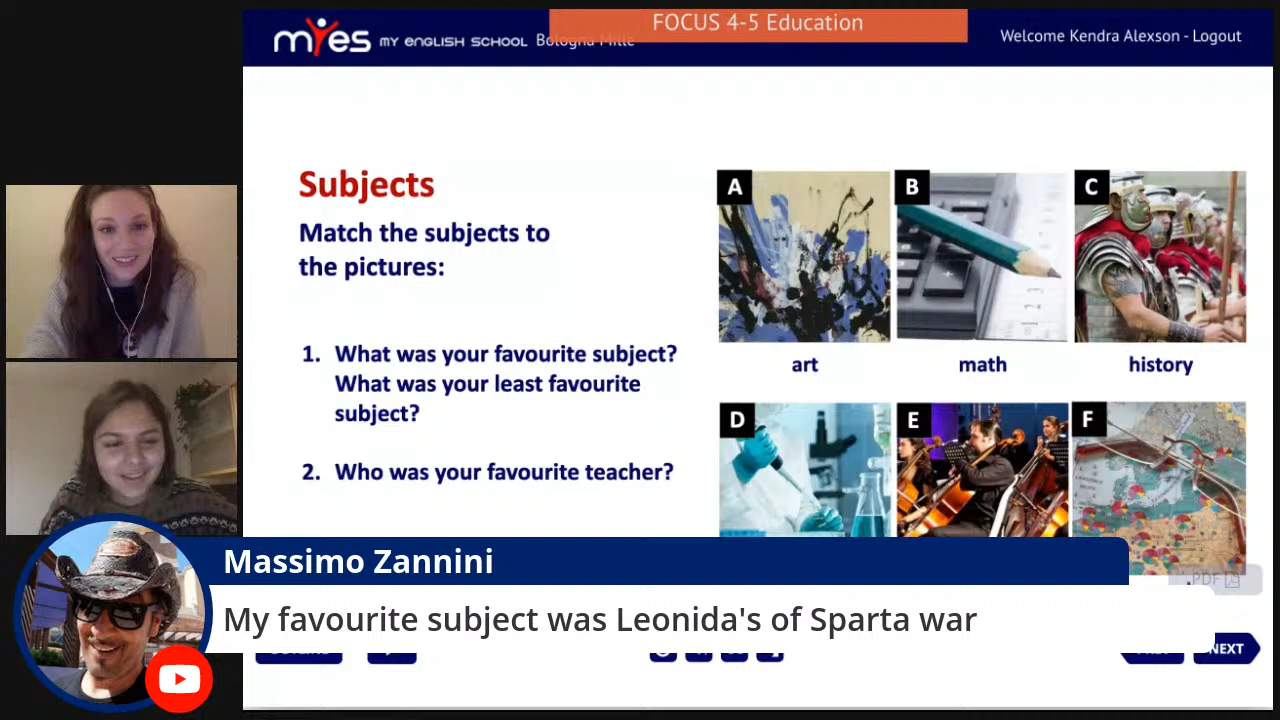 FOCUS 4-5 Education
myes MY ENGLISH SCHOOL Bologna Mille
Welcome Kendra Alexson - Logout
Subjects
Match the subjects to
the pictures:
1. What was your favourite subject?
What was your least favourite
subject?
2. Who was your favourite teacher?
A
B
C
art
math
history
D
E
F
PDF
Massimo Zannini
My favourite subject was Leonida's of Sparta war
NEXT